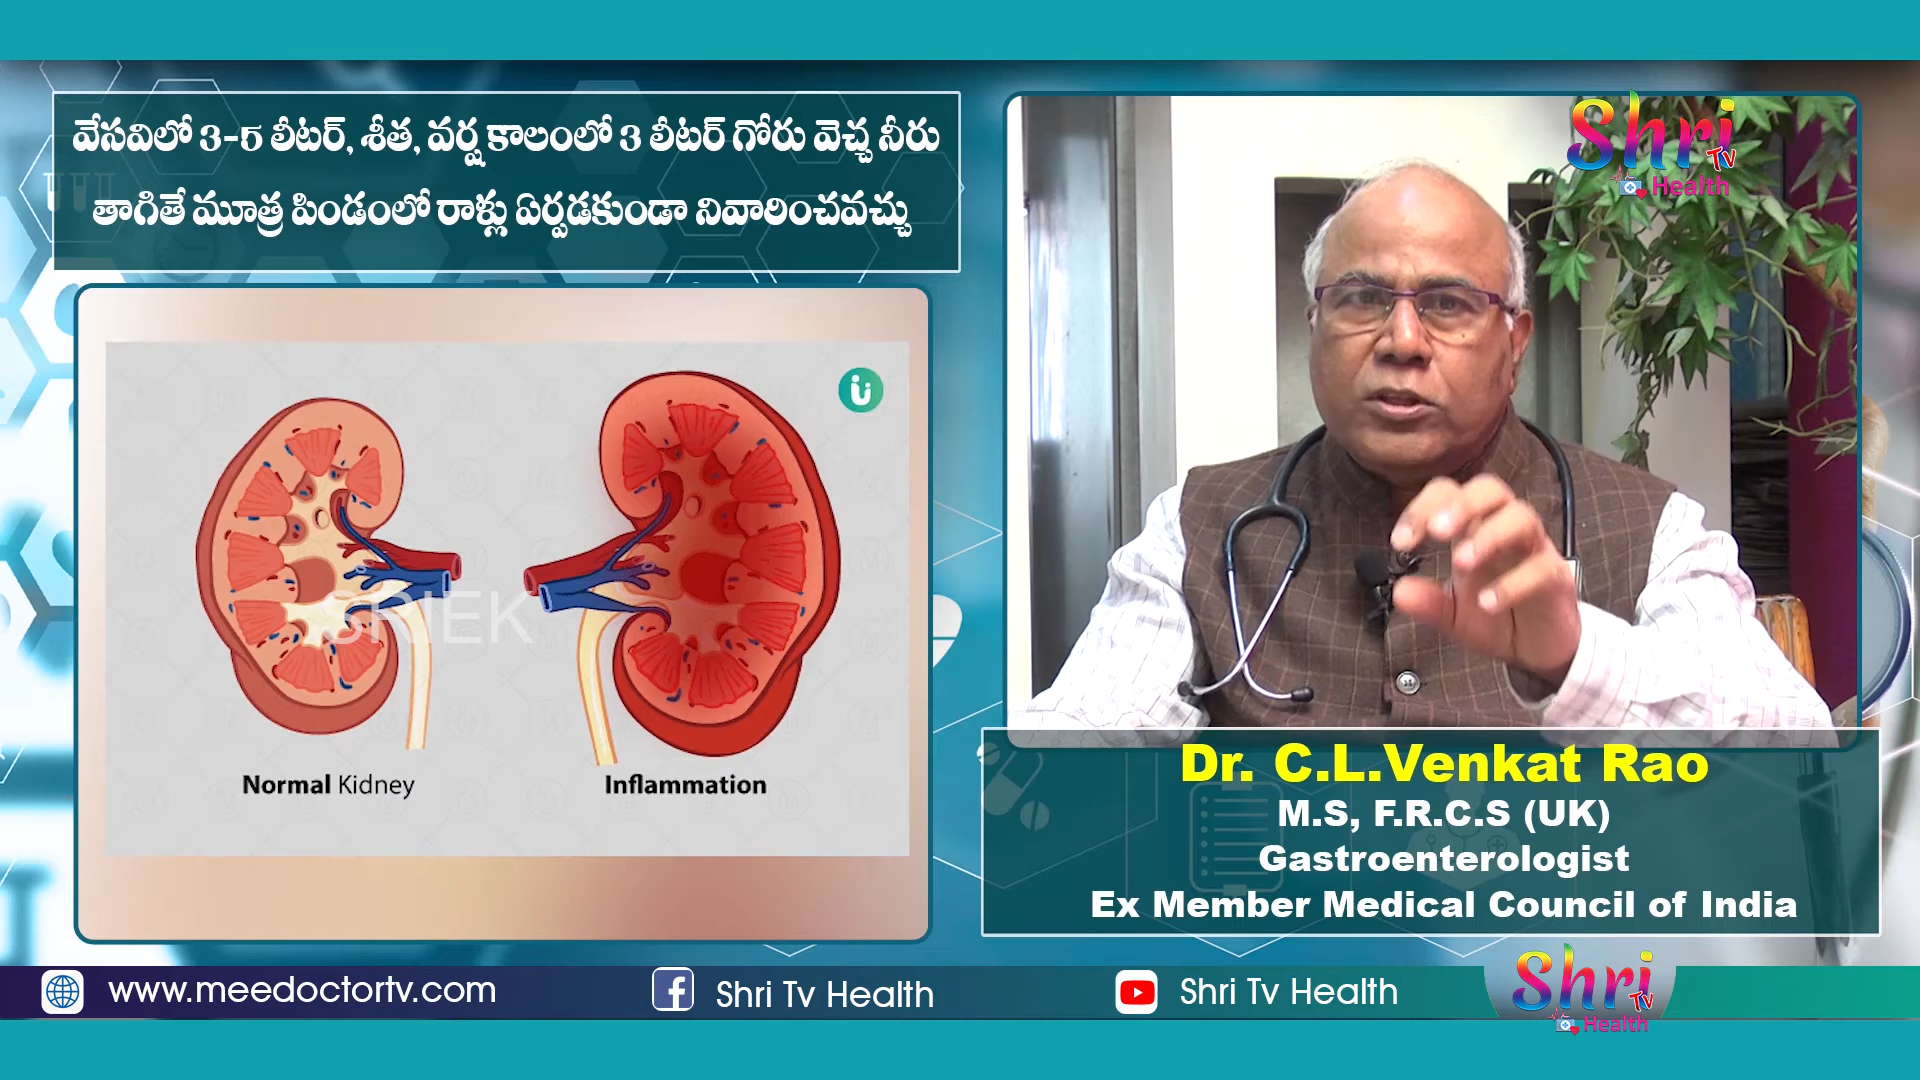 వేసవిలో 3-5 లీటర్, శీత, వర్ష కాలంలో 3 లీటర్ గోరు వెచ్చ నీరు
తాగితే మూత్ర పిండంలో రాళ్లు ఏర్పడకుండా నివారించవచ్చు
Shri
Tv
Health
SRIEK
Normal Kidney
Inflammation
Dr. C.L.Venkat Rao
M.S, F.R.C.S (UK)
Gastroenterologist
Ex Member Medical Council of India
www.meedoctortv.com
Shri Tv Health
Shri Tv Health
Shri
Tv
Health